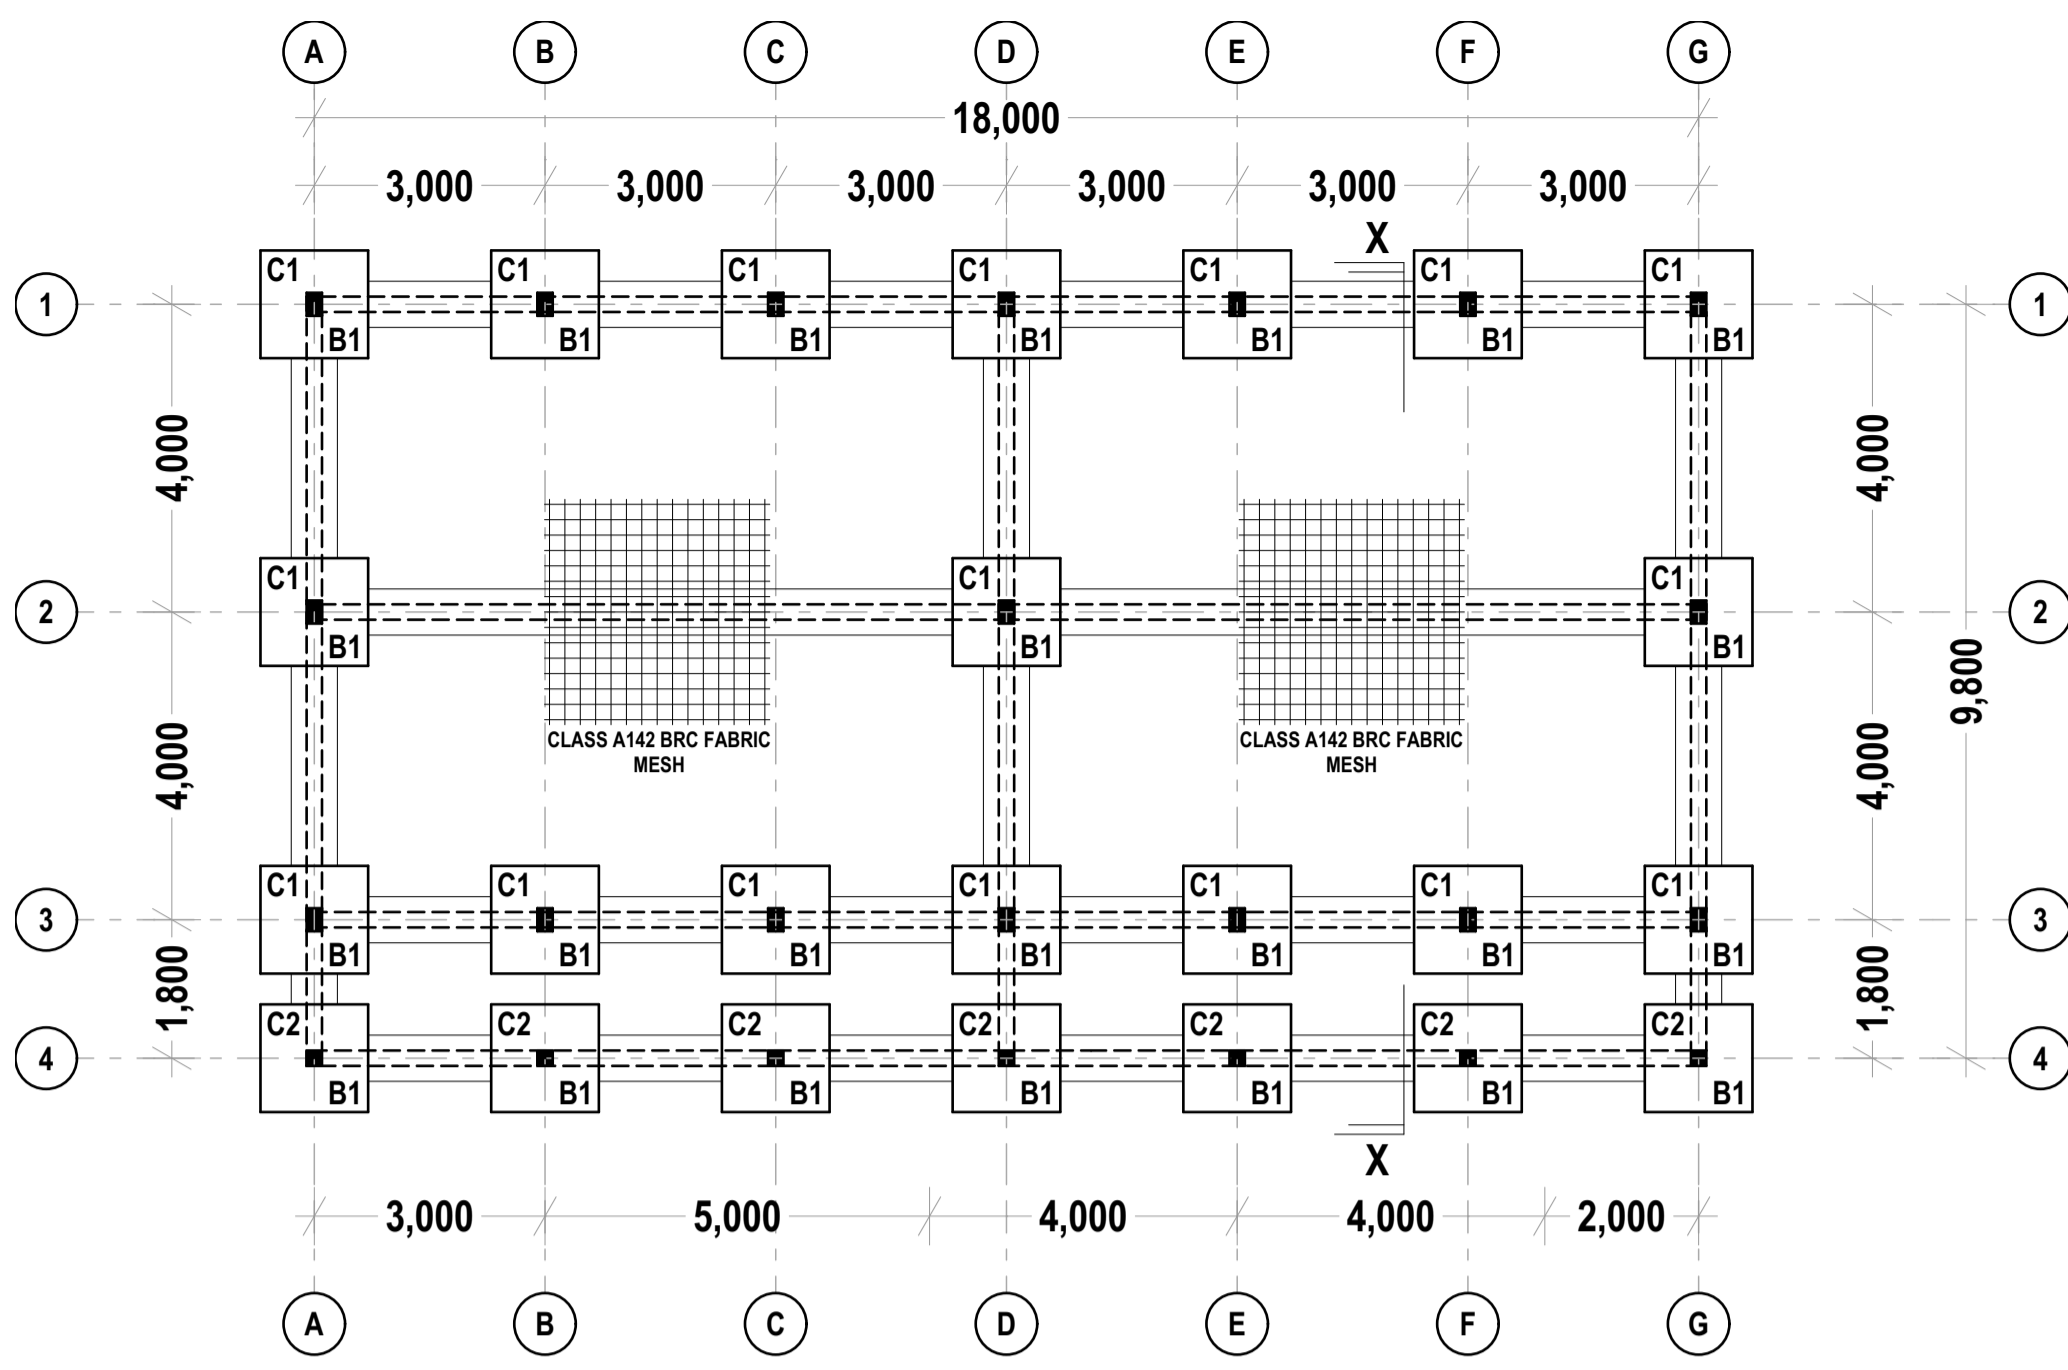 A B C D E F G
18,000
3,000 3,000 3,000 3,000 3,000 3,000
X
C1 C1 C1 C1 C1 C1 C1
1 1
B1 B1 B1 B1 B1 B1 B1
4,000 4,000
C1 C1 C1
2 2
B1 B1 B1
9,800
CLASS A142 BRC FABRIC CLASS A142 BRC FABRIC
MESH MESH
4,000 4,000
C1 C1 C1 C1 C1 C1 C1
3 3
B1 B1 B1 B1 B1 B1 B1
1,800 1,800
C2 C2 C2 C2 C2 C2 C2
4 4
B1 B1 B1 B1 B1 B1 B1
X
3,000 5,000 4,000 4,000 2,000
A B C D E F G